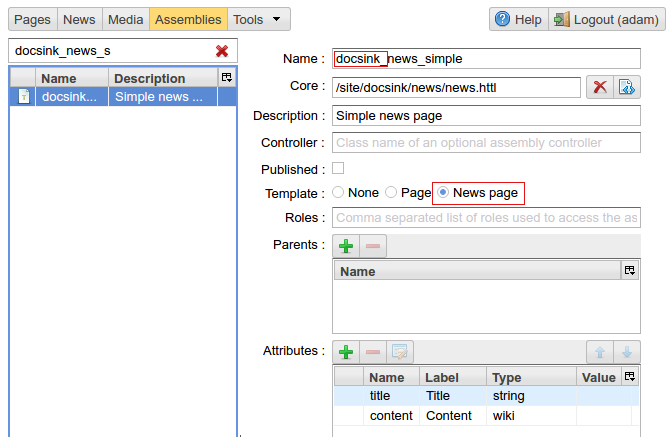 Pages News Media Assemblies Tools Help Logout (adam)
docsink_news_s
Name Description
docsink... Simple news ...
Name : docsink_news_simple
Core : /site/docsink/news/news.httl
Description : Simple news page
Controller : Class name of an optional assembly controller
Published :
Template : None Page News page
Roles : Comma separated list of roles used to access the as
Parents :
Name
Attributes :
Name Label Type Value
title Title string
content Content wiki